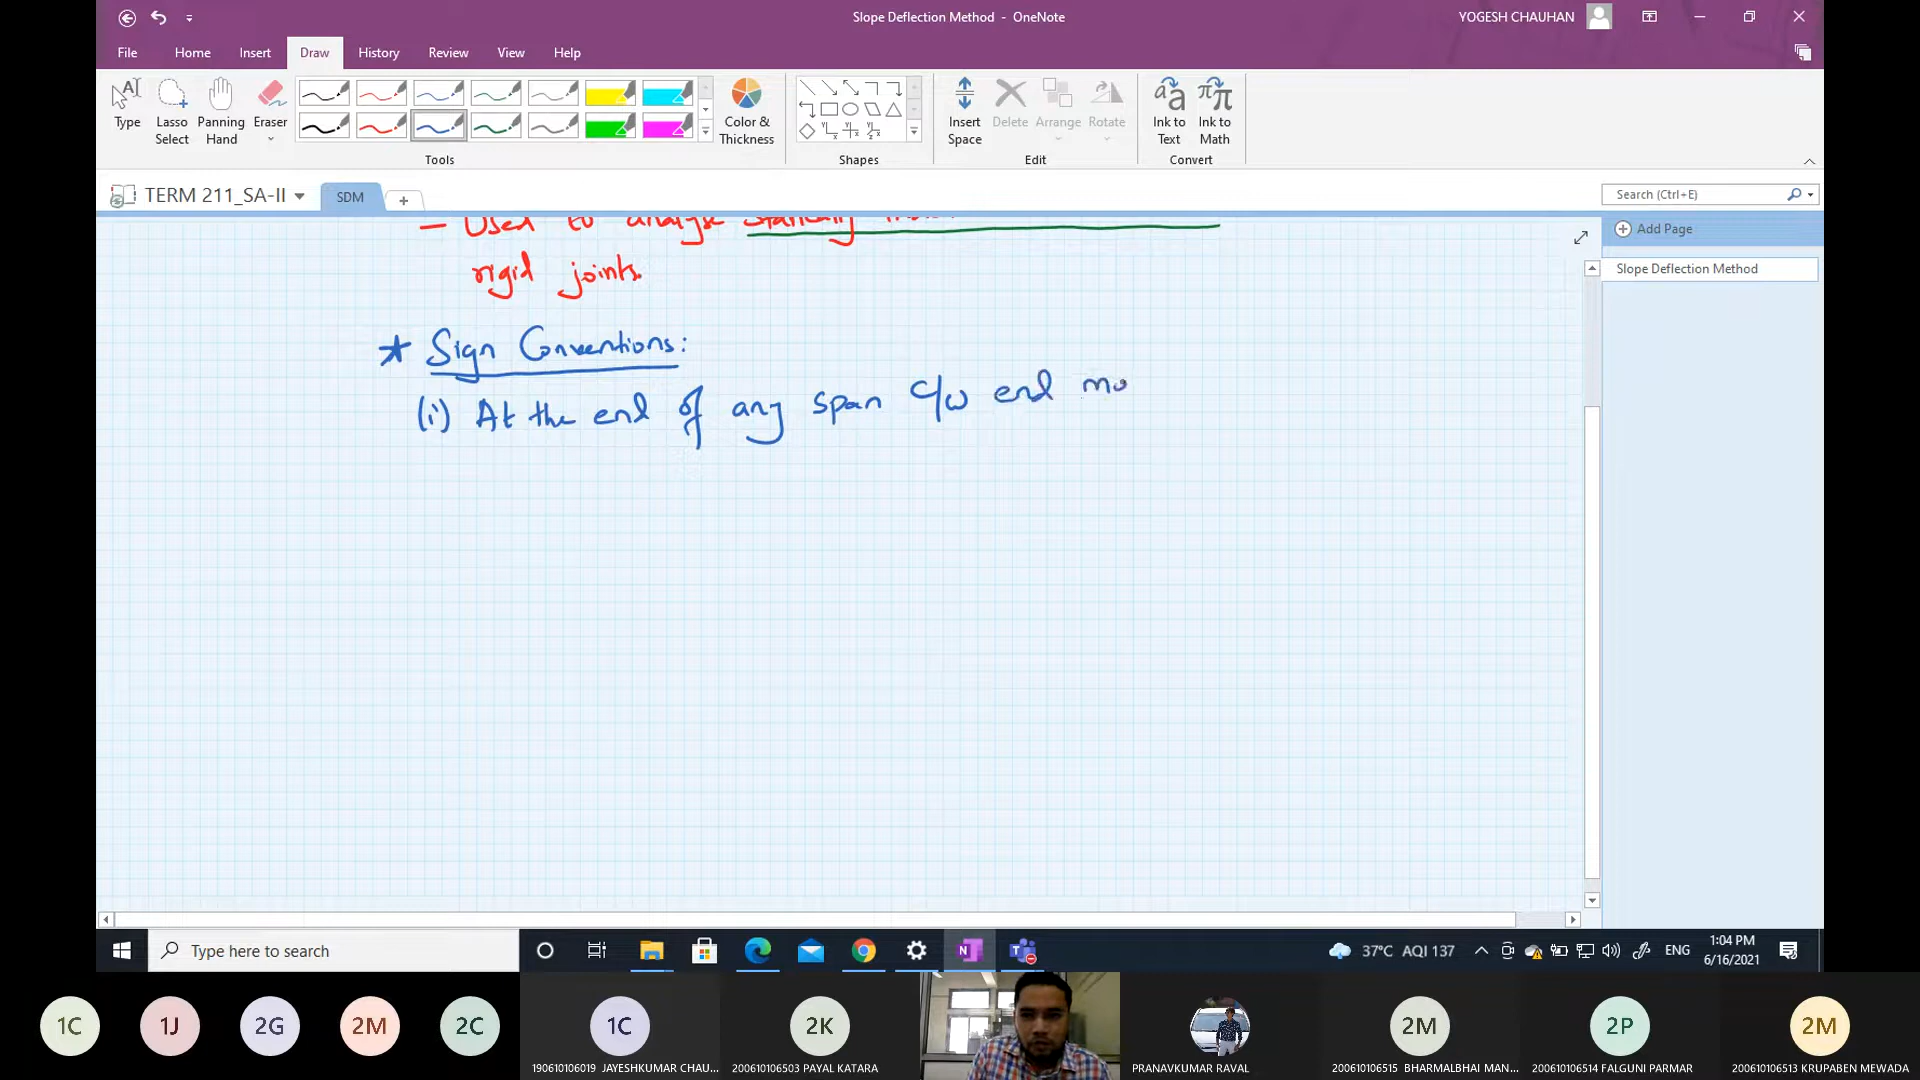 Slope Deflection Method - OneNote
YOGESH CHAUHAN
File Home Insert Draw History Review View Help
Type
Lasso Select
Panning Hand
Eraser
Color & Thickness
Insert Space
Delete
Arrange
Rotate
Ink to Text
Ink to Math
Tools
Shapes
Edit
Convert
TERM 211_SA-II
SDM
Search (Ctrl+E)
Add Page
Slope Deflection Method
– Used to analyse statically
rigid joints.
* Sign Conventions:
(i) At the end of any span c/w end mo
Type here to search
37°C AQI 137
ENG
1:04 PM
6/16/2021
1C 1J 2G 2M 2C 1C 2K 2M 2P 2M
190610106019 JAYESHKUMAR CHAU...
200610106503 PAYAL KATARA
PRANAVKUMAR RAVAL
200610106515 BHARMALBHAI MAN...
200610106514 FALGUNI PARMAR
200610106513 KRUPABEN MEWADA